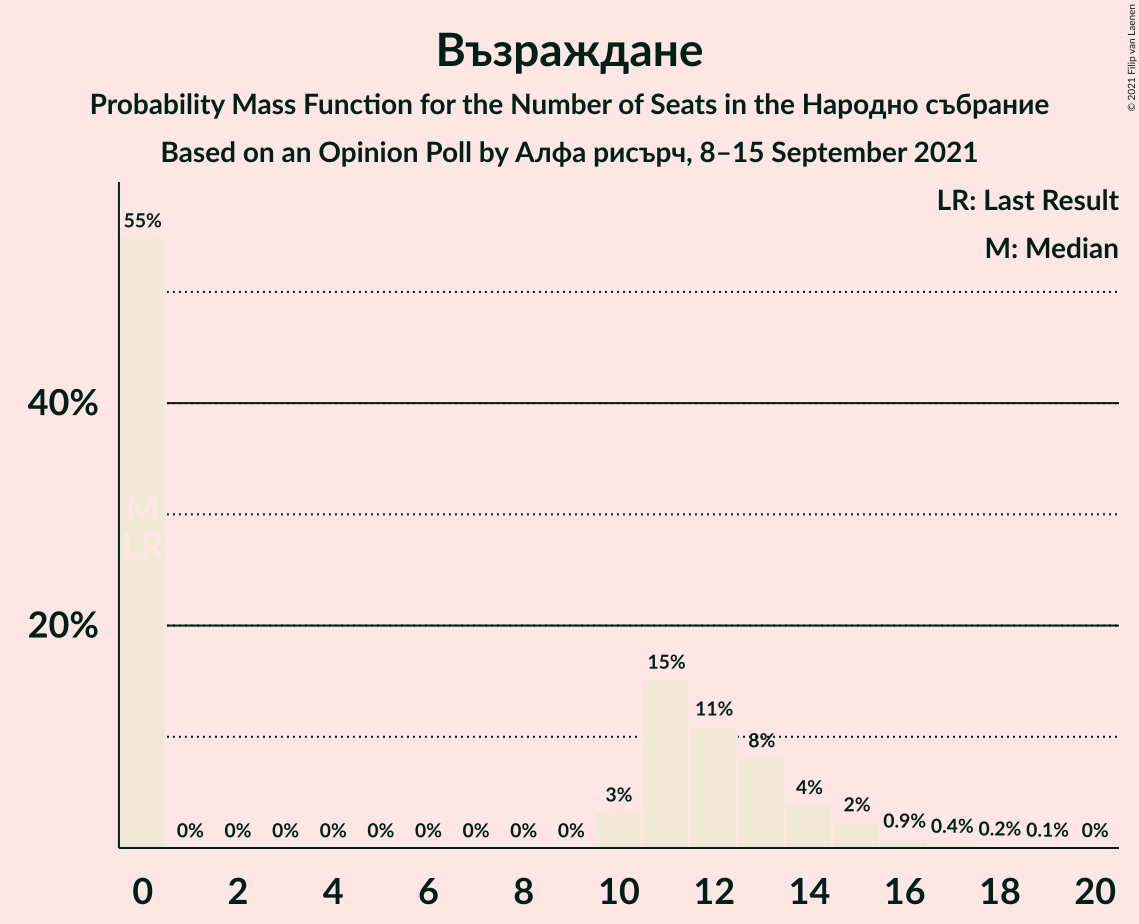 Възраждане
Probability Mass Function for the Number of Seats in the Народно събрание
Based on an Opinion Poll by Алфа рисърч, 8–15 September 2021
© 2021 Filip van Laenen
LR: Last Result
M: Median
55%
40%
20%
M
LR
0% 0% 0% 0% 0% 0% 0% 0% 0% 3% 15% 11% 8% 4% 2% 0.9% 0.4% 0.2% 0.1% 0%
0 2 4 6 8 10 12 14 16 18 20